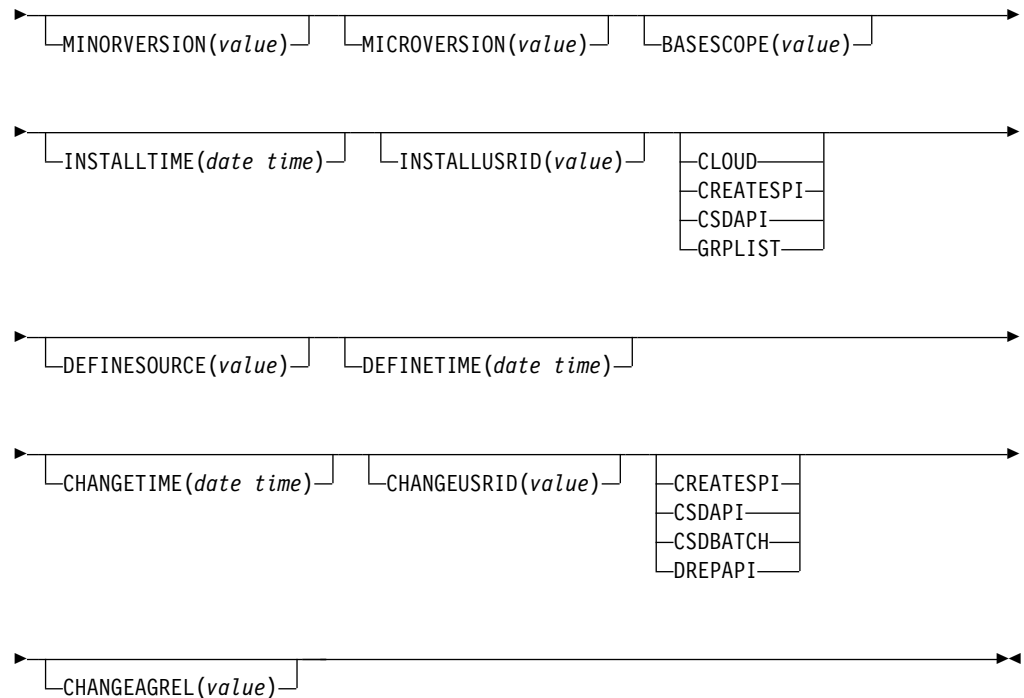 MINORVERSION(value) MICROVERSION(value) BASESCOPE(value)
INSTALLTIME(date time) INSTALLUSRID(value) CLOUD
CREATESPI
CSDAPI
GRPLIST
DEFINESOURCE(value) DEFINETIME(date time)
CHANGETIME(date time) CHANGEUSRID(value) CREATESPI
CSDAPI
CSDBATCH
DREPAPI
CHANGEAGREL(value)